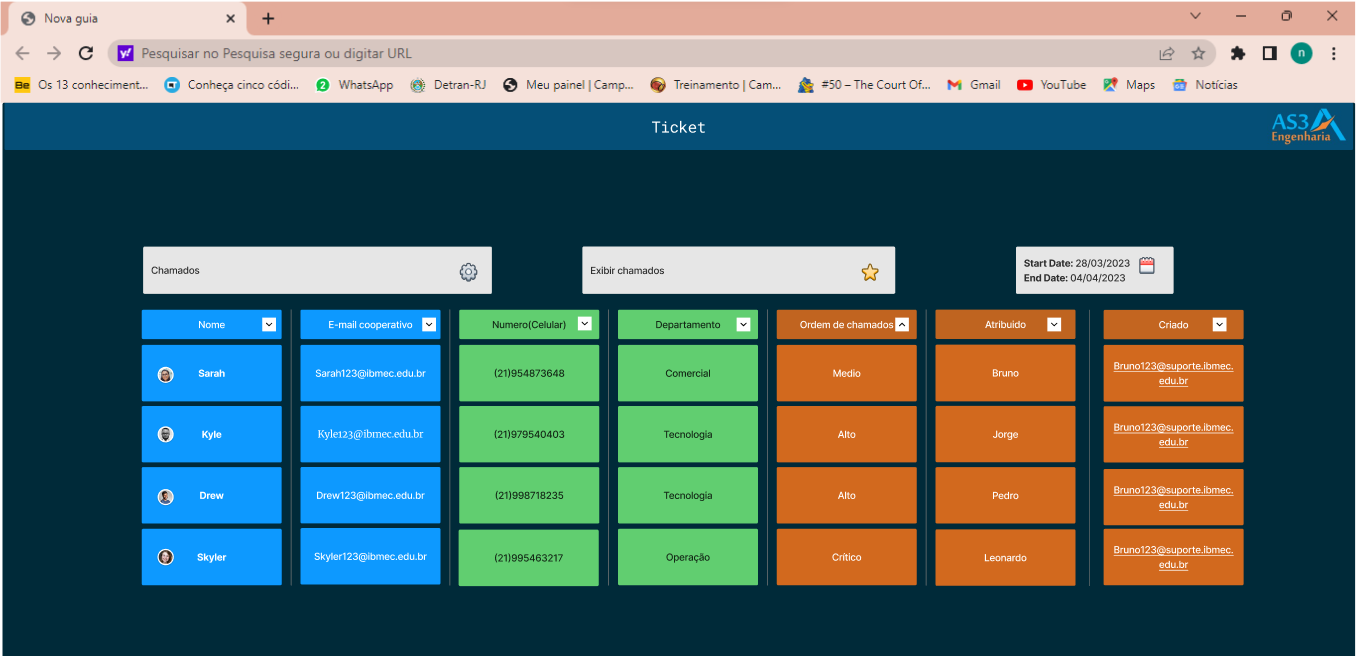 Nova guia
Pesquisar no Pesquisa segura ou digitar URL
n
Be Os 13 conheciment... Conheça cinco códi... 2 WhatsApp Detran-RJ Meu painel | Camp... Treinamento | Cam... #50 – The Court Of... Gmail YouTube Maps Notícias
Ticket
AS3
Engenharia
Chamados
Exibir chamados
Start Date: 28/03/2023
End Date: 04/04/2023
Nome E-mail cooperativo Numero(Celular) Departamento Ordem de chamados Atribuido Criado
Sarah Sarah123@ibmec.edu.br (21)954873648 Comercial Medio Bruno Bruno123@suporte.ibmec.
edu.br
Kyle Kyle123@ibmec.edu.br (21)979540403 Tecnologia Alto Jorge Bruno123@suporte.ibmec.
edu.br
Drew Drew123@ibmec.edu.br (21)998718235 Tecnologia Alto Pedro Bruno123@suporte.ibmec.
edu.br
Skyler Skyler123@ibmec.edu.br (21)995463217 Operação Crítico Leonardo Bruno123@suporte.ibmec.
edu.br